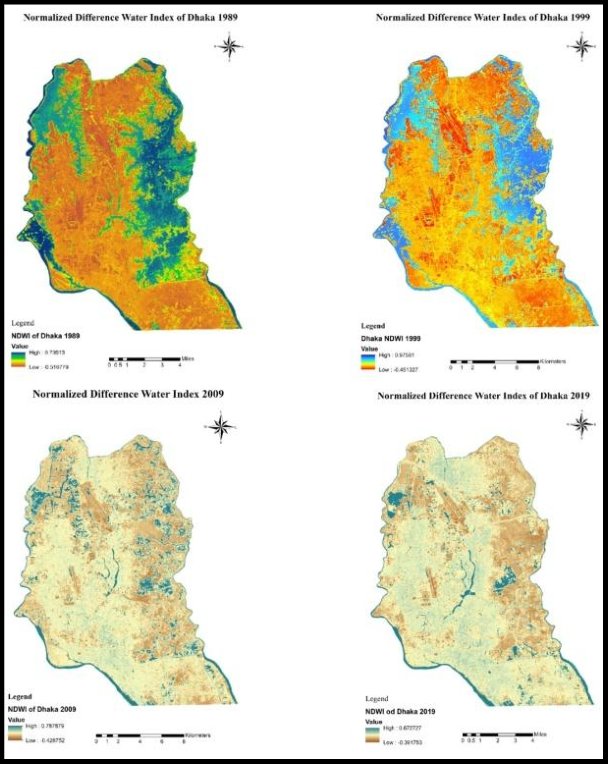 Normalized Difference Water Index of Dhaka 1989
Legend
NDWI of Dhaka 1989
Value
High : 0.73913
Low : -0.516779
0 0.5 1 2 3 4
Miles
Normalized Difference Water Index of Dhaka 1999
Legend
Dhaka NDWI 1999
Value
High : 0.97581
Low : -0.451327
0 1 2 4 6 8
Kilometers
Normalized Difference Water Index 2009
Legend
NDWI of Dhaka 2009
Value
High : 0.787879
Low : -0.428752
0 1 2 4 6 8
Kilometers
Normalized Difference Water Index of Dhaka 2019
Legend
NDWI od Dhaka 2019
Value
High : 0.672727
Low : -0.391753
0 0.5 1 2 3 4
Miles